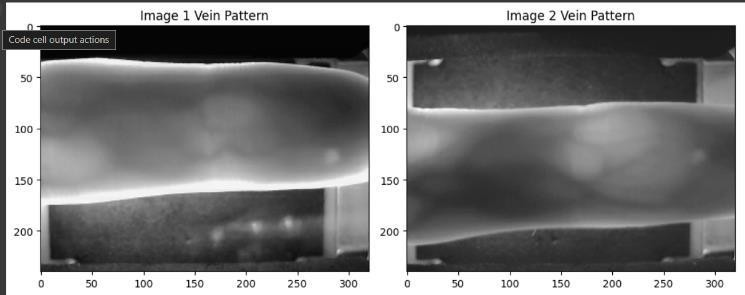 Image 1 Vein Pattern
Image 2 Vein Pattern
Code cell output actions
0
50
100
150
200
0 50 100 150 200 250 300
0
50
100
150
200
0 50 100 150 200 250 300